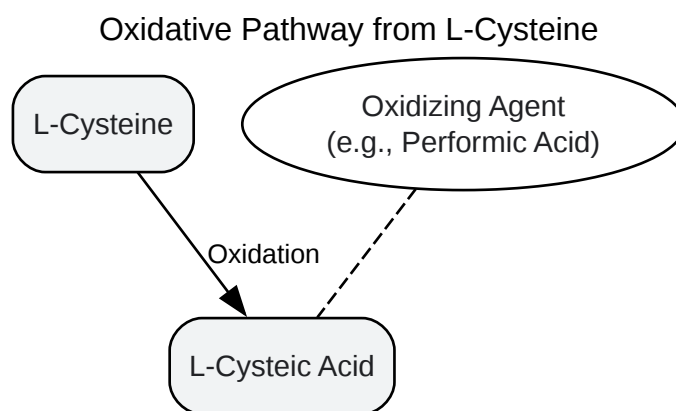 Oxidative Pathway from L-Cysteine
L-Cysteine
Oxidizing Agent
(e.g., Performic Acid)
Oxidation
L-Cysteic Acid